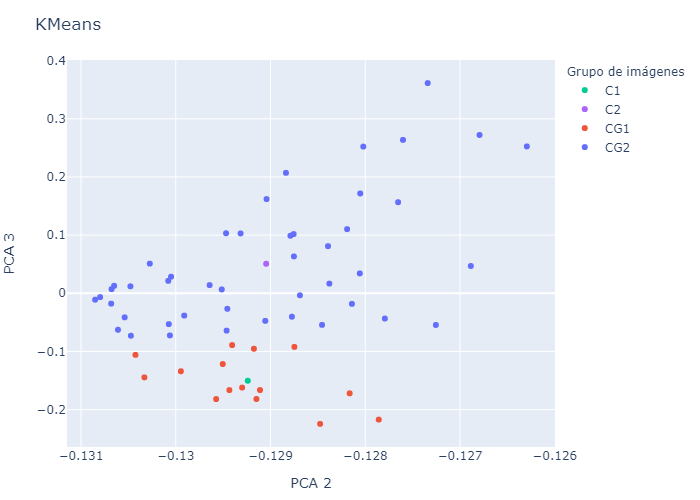 KMeans
Grupo de imágenes
C1
C2
CG1
CG2
0.4
0.3
0.2
0.1
0
−0.1
−0.2
PCA 3
−0.131
−0.13
−0.129
−0.128
−0.127
−0.126
PCA 2